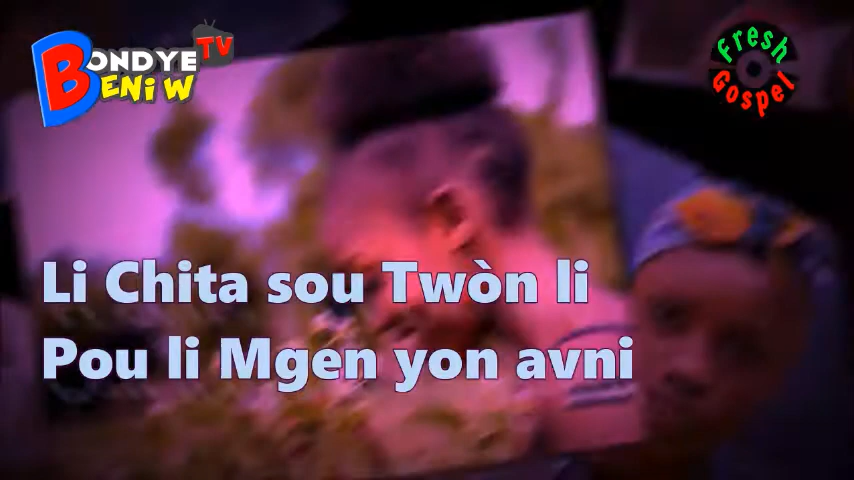 BONDYE TV
BENi W
Fresh
Gospel
Li Chita sou Twòn li
Pou li Mgen yon avni